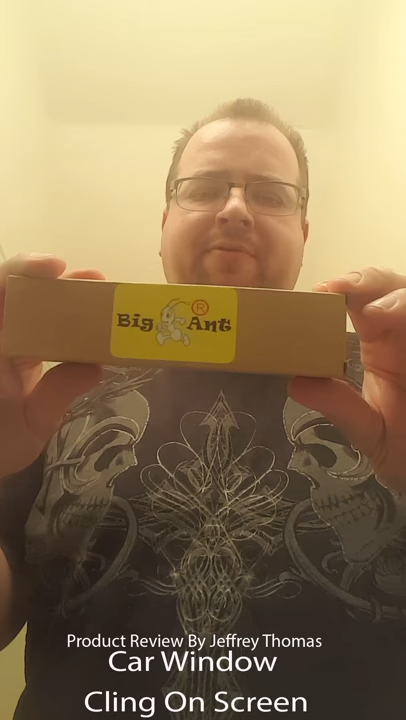 Big Ant ®
Product Review By Jeffrey Thomas
Car Window
Cling On Screen